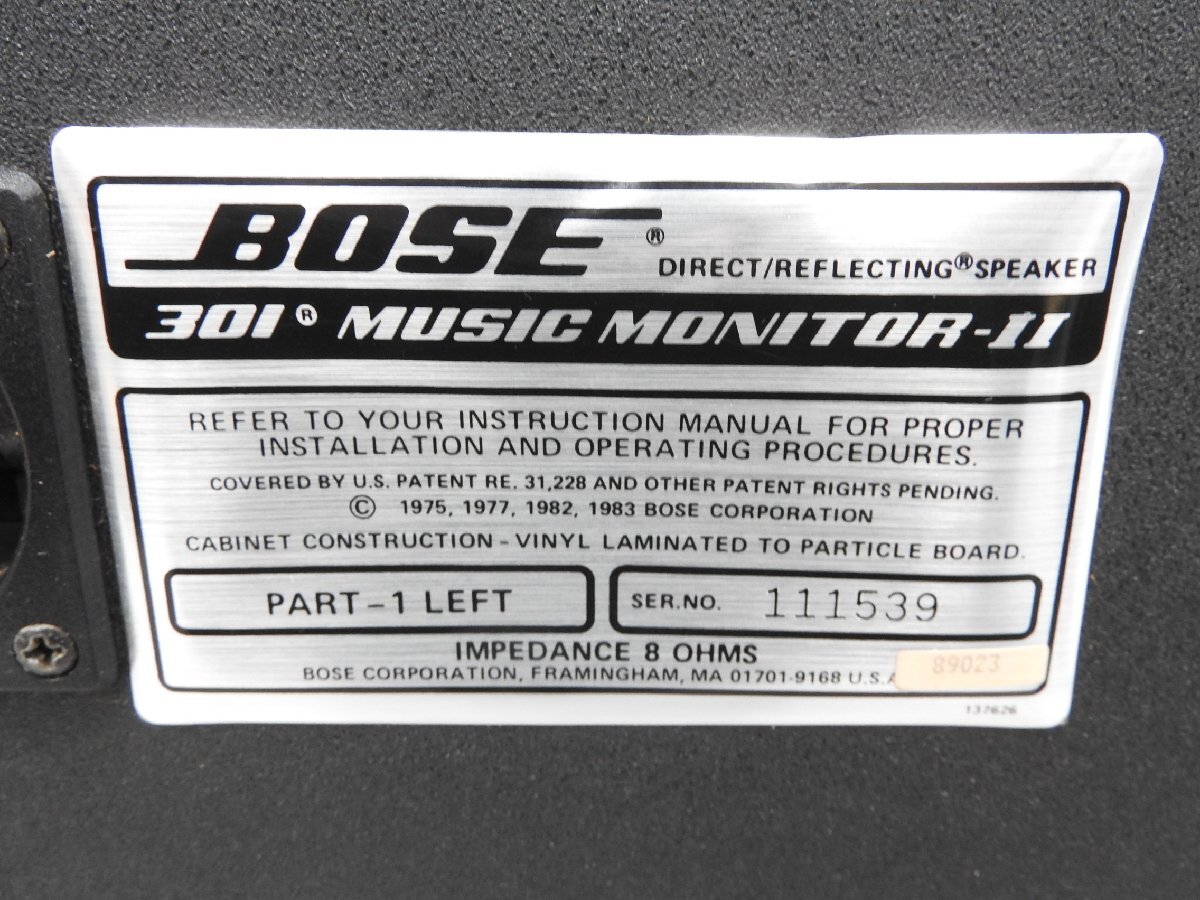 BOSE®
DIRECT/REFLECTING® SPEAKER
301® MUSIC MONITOR-II
REFER TO YOUR INSTRUCTION MANUAL FOR PROPER
INSTALLATION AND OPERATING PROCEDURES.
COVERED BY U.S. PATENT RE. 31,228 AND OTHER PATENT RIGHTS PENDING.
© 1975, 1977, 1982, 1983 BOSE CORPORATION
CABINET CONSTRUCTION - VINYL LAMINATED TO PARTICLE BOARD.
PART-1 LEFT
SER.NO. 111539
IMPEDANCE 8 OHMS
BOSE CORPORATION, FRAMINGHAM, MA 01701-9168 U.S.A
89023
137626